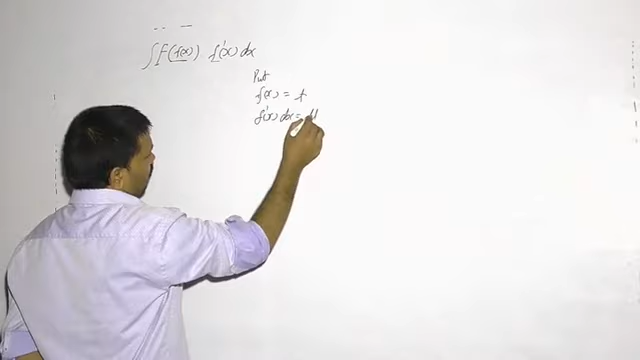 ∫F(f(x)) f'(x) dx
Put
f(x) = t
f'(x) dx = dt